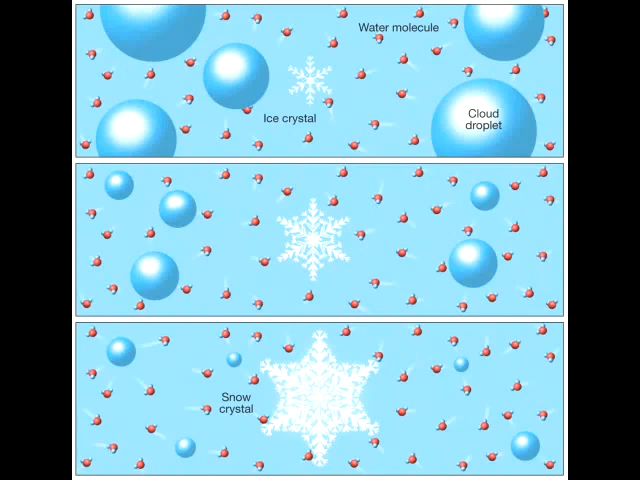 Water molecule
Ice crystal
Cloud
droplet
Snow
crystal